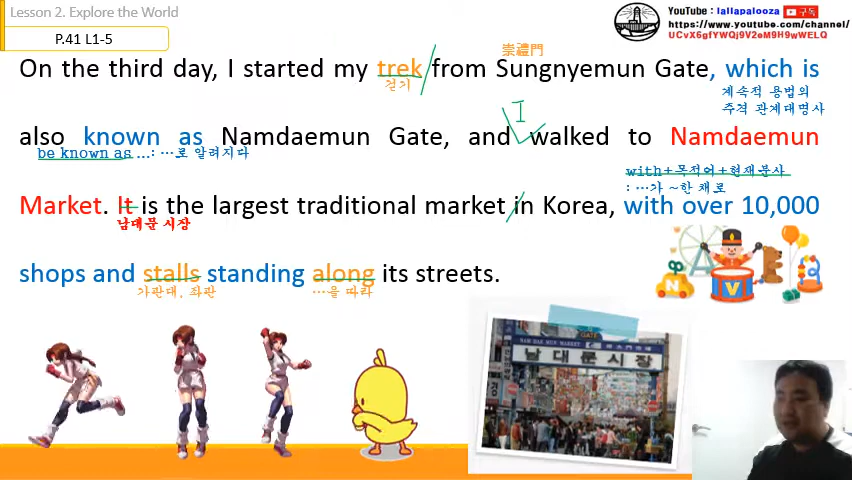 Lesson 2. Explore the World
P.41 L1-5
YouTube : lallapalooza 구독
https://www.youtube.com/channel/
UCvX6gfYWQj9V2eM9H9wWELQ
崇禮門
On the third day, I started my trek from Sungnyemun Gate, which is
걷기
계속적 용법의
주격 관계대명사
I
also known as Namdaemun Gate, and walked to Namdaemun
be known as …: …로 알려지다
with+목적어+현재분사
: …가 ~한 채로
Market. It is the largest traditional market in Korea, with over 10,000
남대문 시장
shops and stalls standing along its streets.
가판대, 좌판
…을 따라
N V
남대문시장